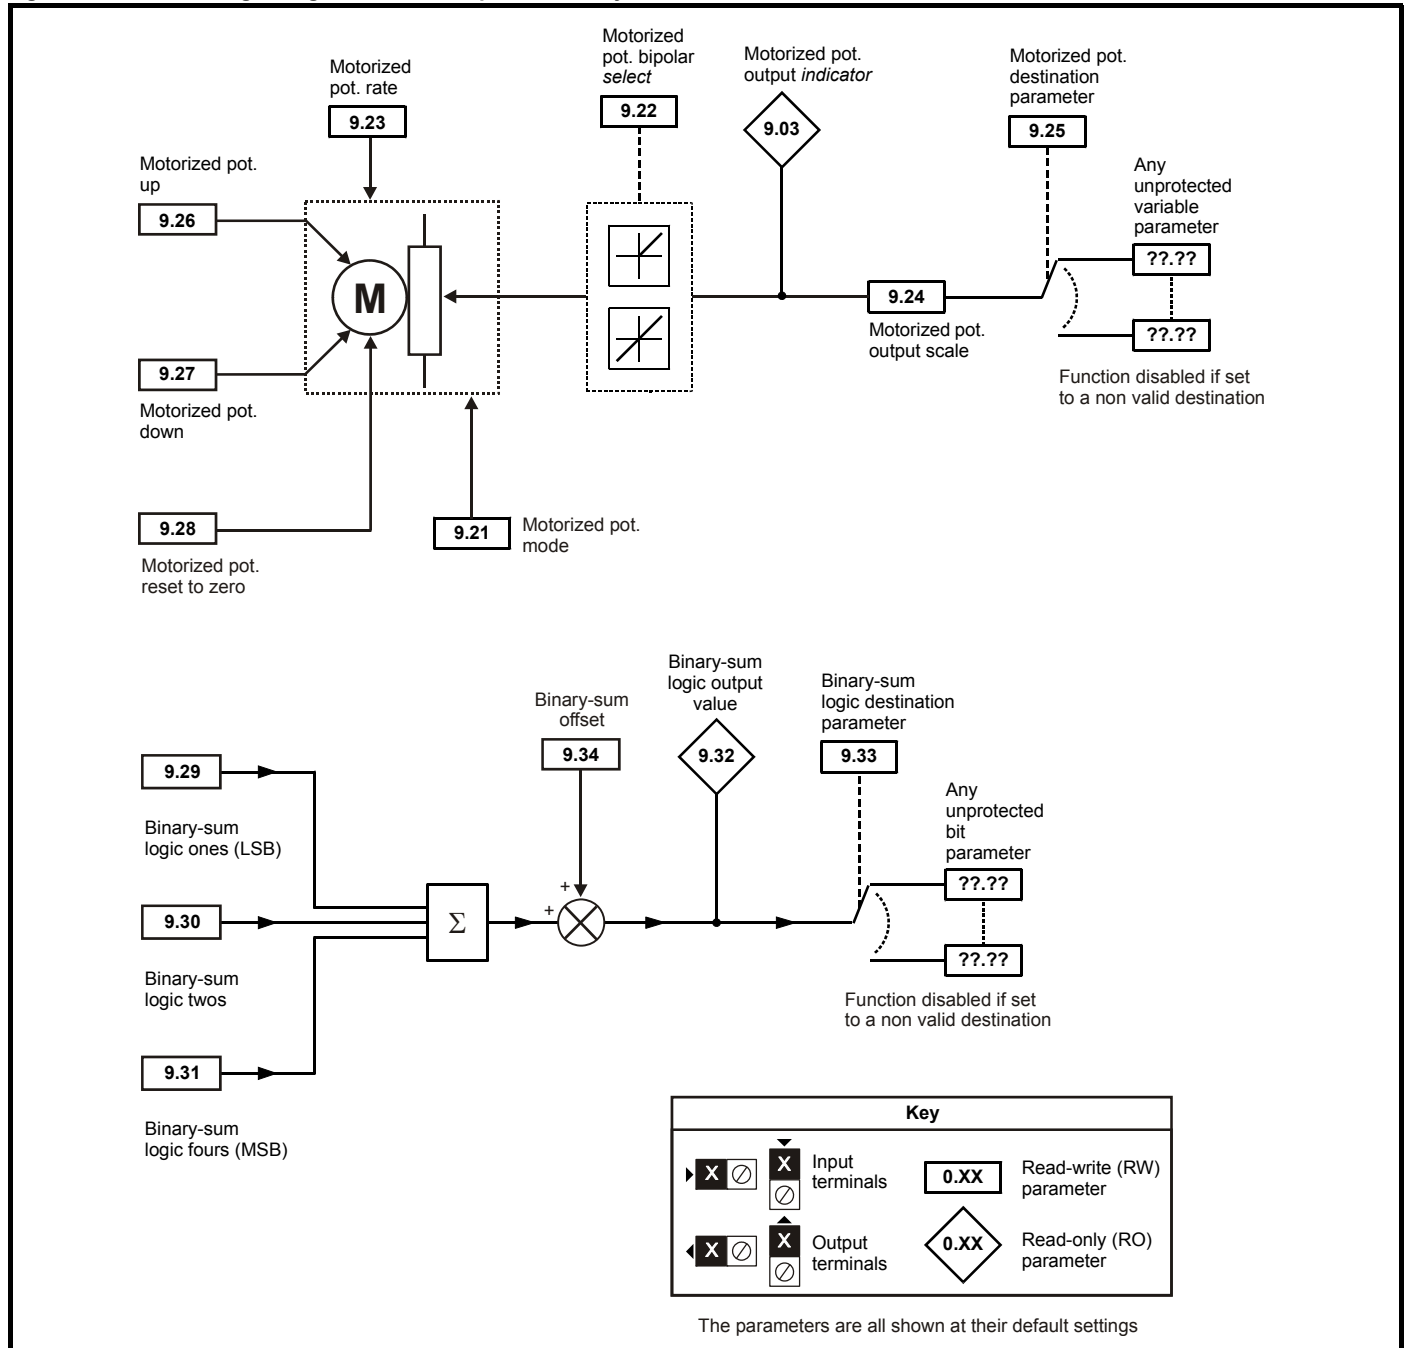 Motorized
pot. rate
9.23
Motorized
pot. bipolar
select
9.22
Motorized pot.
output indicator
9.03
Motorized pot.
destination
parameter
9.25
Motorized pot.
up
9.26
Any
unprotected
variable
parameter
??.??
M
9.24
Motorized pot.
output scale
??.??
Function disabled if set
to a non valid destination
9.27
Motorized pot.
down
9.28
Motorized pot.
reset to zero
9.21
Motorized pot.
mode
Binary-sum
offset
9.34
Binary-sum
logic output
value
9.32
Binary-sum
logic destination
parameter
9.33
9.29
Binary-sum
logic ones (LSB)
Any
unprotected
bit
parameter
??.??
9.30
Binary-sum
logic twos
Σ
+
+
??.??
Function disabled if set
to a non valid destination
9.31
Binary-sum
logic fours (MSB)
Key
X
X
Input
terminals
0.XX
Read-write (RW)
parameter
X
X
Output
terminals
0.XX
Read-only (RO)
parameter
The parameters are all shown at their default settings